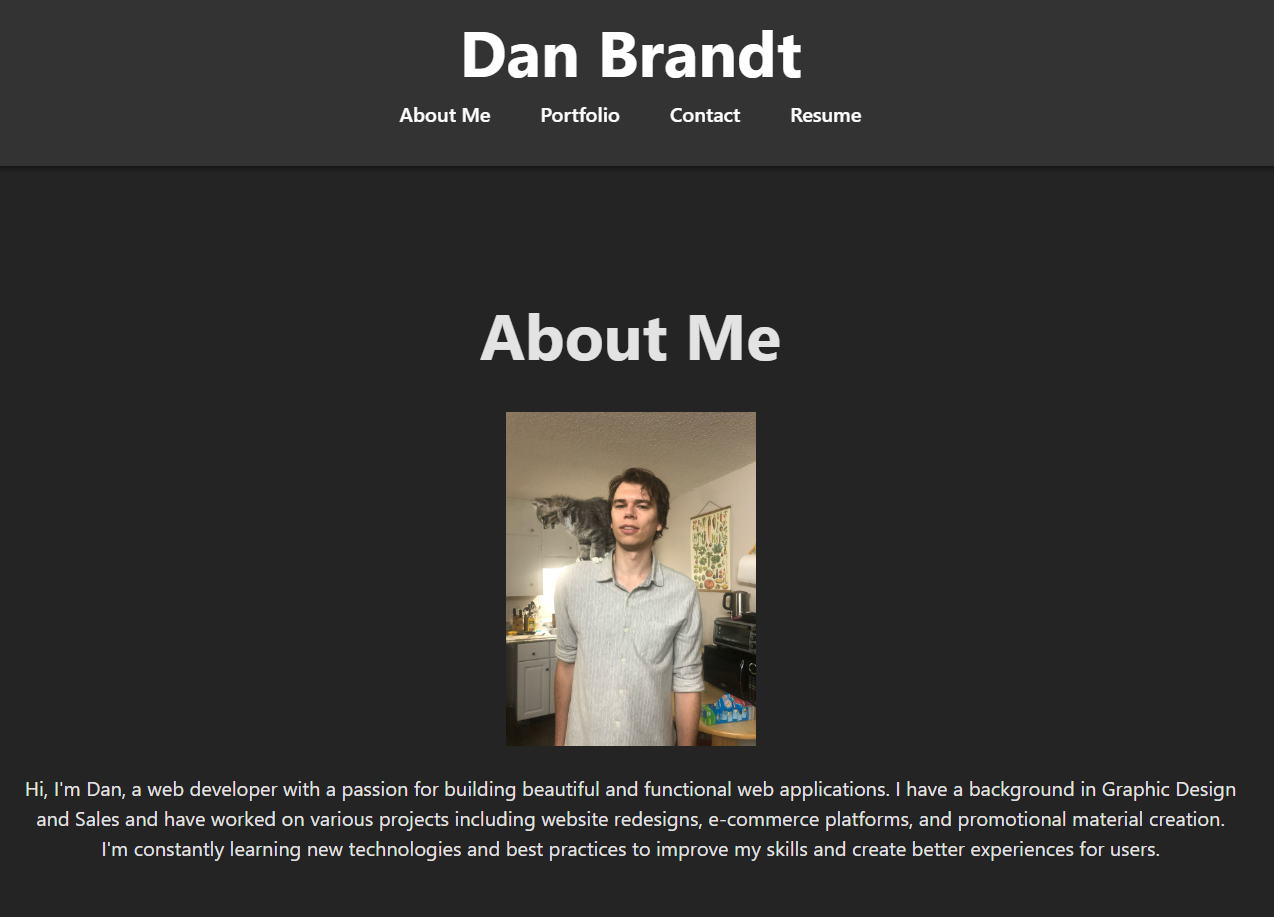 Dan Brandt
About Me Portfolio Contact Resume
About Me
Hi, I'm Dan, a web developer with a passion for building beautiful and functional web applications. I have a background in Graphic Design
and Sales and have worked on various projects including website redesigns, e-commerce platforms, and promotional material creation.
I'm constantly learning new technologies and best practices to improve my skills and create better experiences for users.